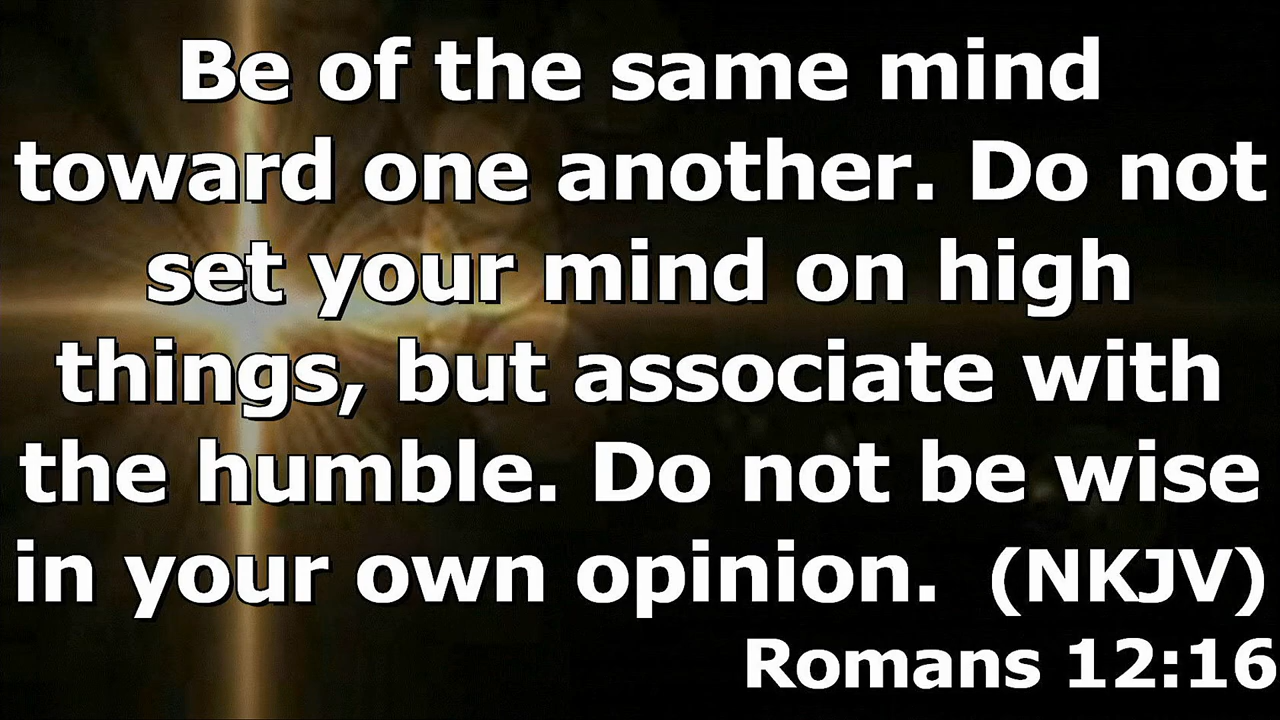 Be of the same mind
toward one another. Do not
set your mind on high
things, but associate with
the humble. Do not be wise
in your own opinion. (NKJV)
Romans 12:16